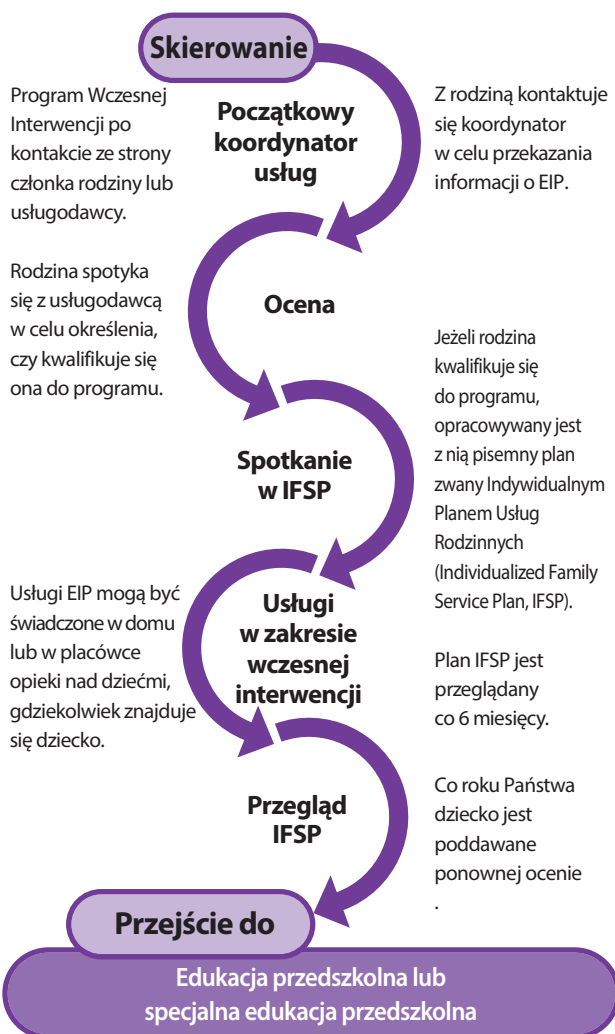 Skierowanie
Program Wczesnej
Interwencji po
kontakcie ze strony
członka rodziny lub
usługodawcy.
Początkowy
koordynator
usług
Z rodziną kontaktuje
się koordynator
w celu przekazania
informacji o EIP.
Rodzina spotyka
się z usługodawcą
w celu określenia,
czy kwalifikuje się
ona do programu.
Ocena
Jeżeli rodzina
kwalifikuje się
do programu,
opracowywany jest
z nią pisemny plan
zwany Indywidualnym
Planem Usług
Rodzinnych
(Individualized Family
Service Plan, IFSP).
Spotkanie
w IFSP
Usługi EIP mogą być
świadczone w domu
lub w placówce
opieki nad dziećmi,
gdziekolwiek znajduje
się dziecko.
Usługi
w zakresie
wczesnej
interwencji
Plan IFSP jest
przeglądany
co 6 miesięcy.
Przegląd
IFSP
Co roku Państwa
dziecko jest
poddawane
ponownej ocenie
.
Przejście do
Edukacja przedszkolna lub
specjalna edukacja przedszkolna